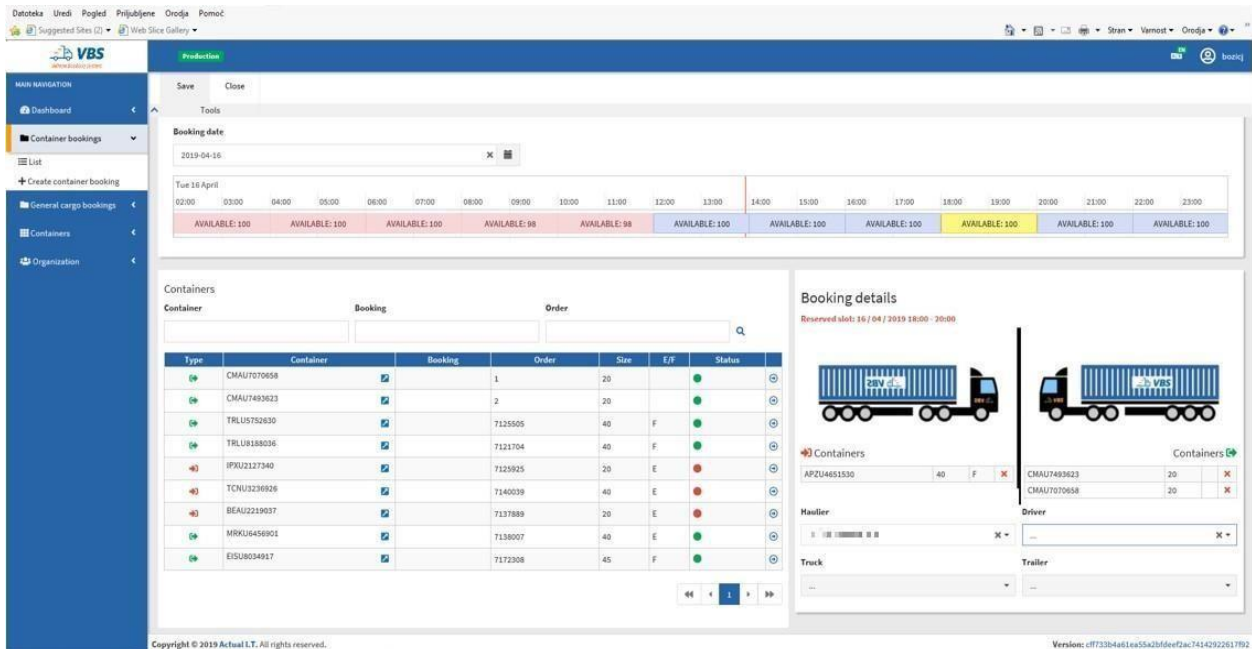 Datoteka Uredi Pogled Priljubljene Orodja Pomoč
Suggested Sites (2) Web Slice Gallery Stran Varnost Orodja
VBS
Production EN bozicj
MAIN NAVIGATION
Dashboard
Container bookings
List
Create container booking
General cargo bookings
Containers
Organization
Save Close
Tools
Booking date
2019-04-16
Tue 16 April
02:00 03:00 04:00 05:00 06:00 07:00 08:00 09:00 10:00 11:00 12:00 13:00 14:00 15:00 16:00 17:00 18:00 19:00 20:00 21:00 22:00 23:00
AVAILABLE: 100 AVAILABLE: 100 AVAILABLE: 100 AVAILABLE: 98 AVAILABLE: 98 AVAILABLE: 100 AVAILABLE: 100 AVAILABLE: 100 AVAILABLE: 100 AVAILABLE: 100 AVAILABLE: 100
Containers
Container Booking Order
Type Container Booking Order Size E/F Status
CMAU7070658 1 20
CMAU7493623 2 20
TRLU5752630 7125505 40 F
TRLU8188036 7121704 40 F
IPXU2127340 7125925 20 E
TCNU3236926 7140039 40 E
BEAU2219037 7137889 20 E
MRKU6456901 7138007 40 E
EISU8034917 7172308 45 F
1
Booking details
Reserved slot: 16 / 04 / 2019 18:00 - 20:00
VBS VBS
Containers Containers
APZU4651530 40 F CMAU7493623 20
CMAU7070658 20
Haulier Driver
...
Truck Trailer
... ...
Copyright © 2019 Actual I.T. All rights reserved. Version: cff733b4a61ea55a2bfdeef2ac74142922617f92